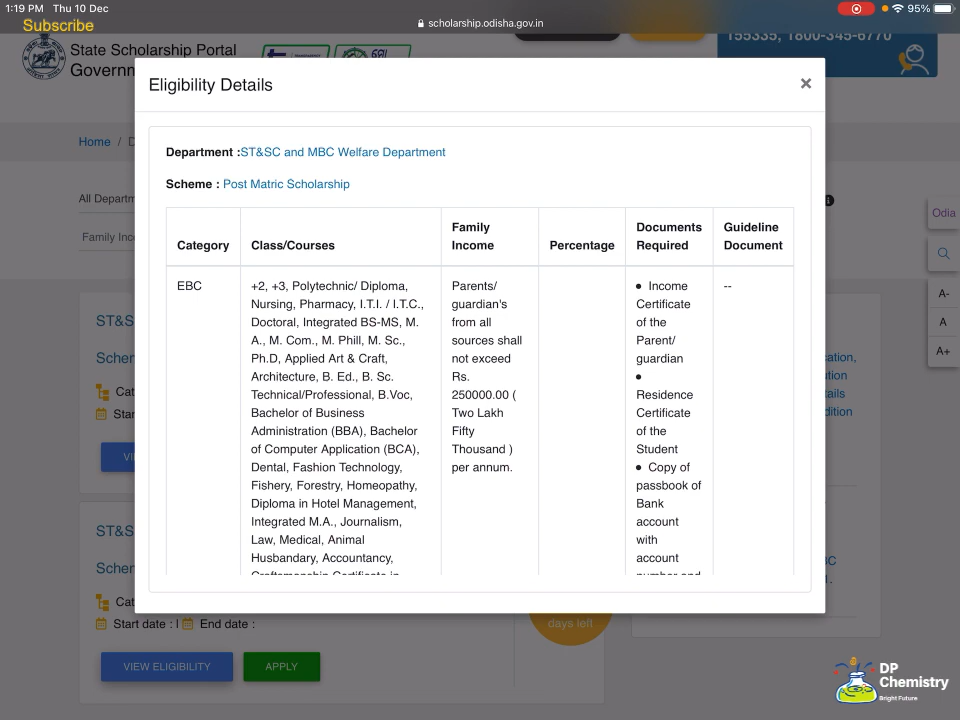 1:19 PM Thu 10 Dec
95%
Subscribe
scholarship.odisha.gov.in
155335, 1800-345-6770
State Scholarship Portal
Governm
ତମ
Eligibility Details
×
Home / D
All Departm
Family Inco
Odia
A-
A
A+
Department :ST&SC and MBC Welfare Department
Scheme : Post Matric Scholarship
Category Class/Courses Family Income Percentage Documents Required Guideline Document
EBC
+2, +3, Polytechnic/ Diploma,
Nursing, Pharmacy, I.T.I. / I.T.C.,
Doctoral, Integrated BS-MS, M.
A., M. Com., M. Phill, M. Sc.,
Ph.D, Applied Art & Craft,
Architecture, B. Ed., B. Sc.
Technical/Professional, B.Voc,
Bachelor of Business
Administration (BBA), Bachelor
of Computer Application (BCA),
Dental, Fashion Technology,
Fishery, Forestry, Homeopathy,
Diploma in Hotel Management,
Integrated M.A., Journalism,
Law, Medical, Animal
Husbandary, Accountancy,
Parents/
guardian's
from all
sources shall
not exceed
Rs.
250000.00 (
Two Lakh
Fifty
Thousand )
per annum.
• Income
Certificate
of the
Parent/
guardian
•
Residence
Certificate
of the
Student
• Copy of
passbook of
Bank
account
with
account
--
ST&S
Schem
Cat
Star
VI
ation,
ution
ails
dition
ST&S
Schem
Cat
Start date : I End date :
days left
BC
VIEW ELIGIBILITY
APPLY
DP
Chemistry
Bright Future